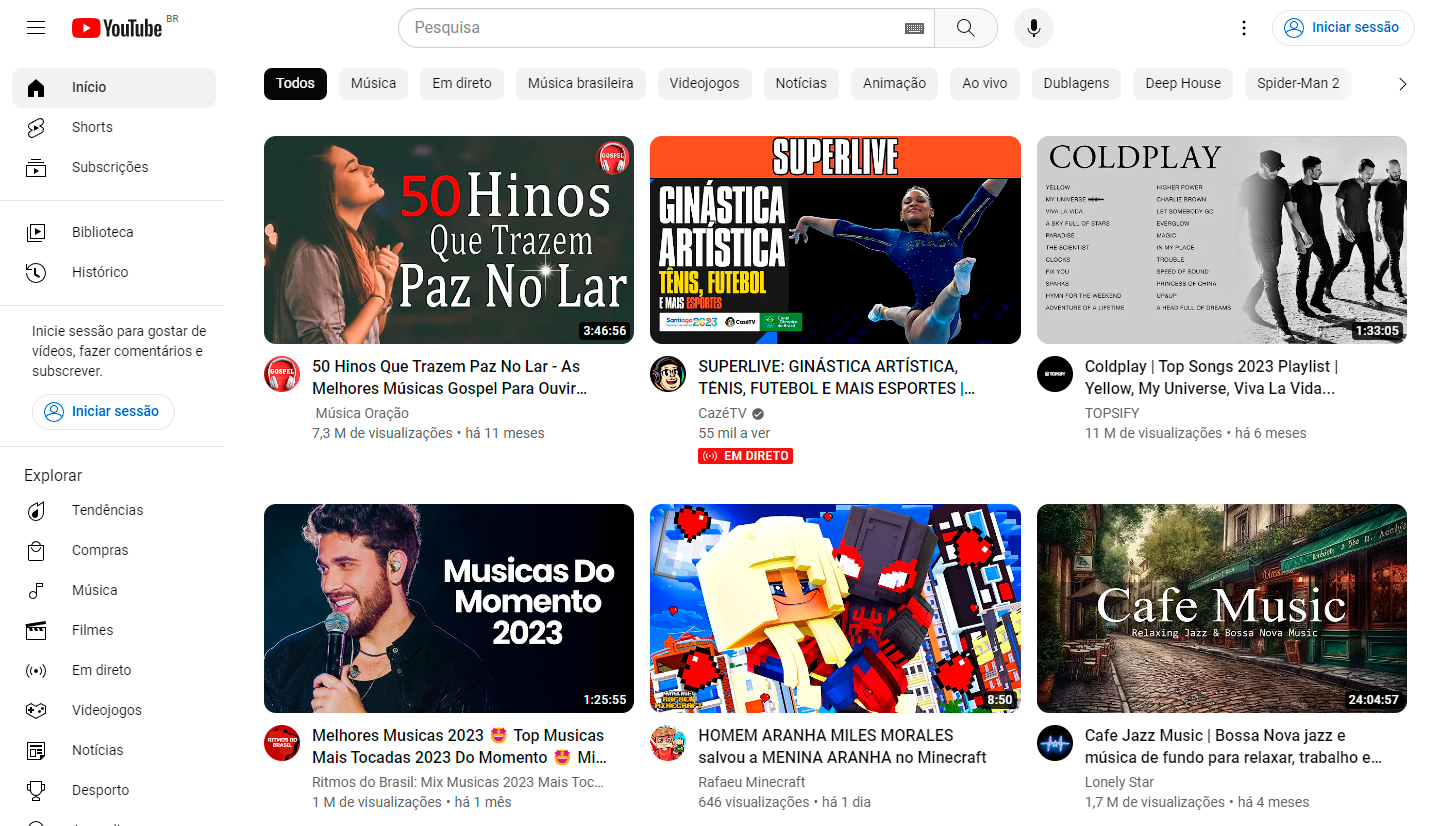 YouTube BR
Pesquisa
Iniciar sessão
Início
Shorts
Subscrições
Biblioteca
Histórico
Inicie sessão para gostar de
vídeos, fazer comentários e
subscrever.
Iniciar sessão
Explorar
Tendências
Compras
Música
Filmes
Em direto
Videojogos
Notícias
Desporto
Todos
Música
Em direto
Música brasileira
Videojogos
Notícias
Animação
Ao vivo
Dublagens
Deep House
Spider-Man 2
GOSPEL
50 Hinos
Que Trazem
Paz No Lar
3:46:56
GOSPEL
50 Hinos Que Trazem Paz No Lar - As
Melhores Músicas Gospel Para Ouvir…
Música Oração
7,3 M de visualizações • há 11 meses
SUPERLIVE
GINÁSTICA
ARTÍSTICA
TÊNIS, FUTEBOL
E MAIS ESPORTES
Santiago 2023
CazéTV
Canal Olímpico do Brasil
SUPERLIVE: GINÁSTICA ARTÍSTICA,
TÊNIS, FUTEBOL E MAIS ESPORTES |…
CazéTV
55 mil a ver
EM DIRETO
COLDPLAY
YELLOW
MY UNIVERSE
VIVA LA VIDA
A SKY FULL OF STARS
PARADISE
THE SCIENTIST
CLOCKS
FIX YOU
SPARKS
HYMN FOR THE WEEKEND
ADVENTURE OF A LIFETIME
HIGHER POWER
CHARLIE BROWN
LET SOMEBODY GO
EVERGLOW
MAGIC
IN MY PLACE
TROUBLE
SPEED OF SOUND
PRINCESS OF CHINA
UP&UP
A HEAD FULL OF DREAMS
1:33:05
TOPSIFY
Coldplay | Top Songs 2023 Playlist |
Yellow, My Universe, Viva La Vida...
TOPSIFY
11 M de visualizações • há 6 meses
Musicas Do
Momento
2023
1:25:55
RITMOS DO
BRASIL
Melhores Musicas 2023 🤩 Top Musicas
Mais Tocadas 2023 Do Momento 🤩 Mi…
Ritmos do Brasil: Mix Musicas 2023 Mais Toc…
1 M de visualizações • há 1 mês
RAFAEU
MINECRAFT
8:50
HOMEM ARANHA MILES MORALES
salvou a MENINA ARANHA no Minecraft
Rafaeu Minecraft
646 visualizações • há 1 dia
Cafe Music
Relaxing Jazz & Bossa Nova Music
24:04:57
Cafe Jazz Music | Bossa Nova jazz e
música de fundo para relaxar, trabalho e…
Lonely Star
1,7 M de visualizações • há 4 meses